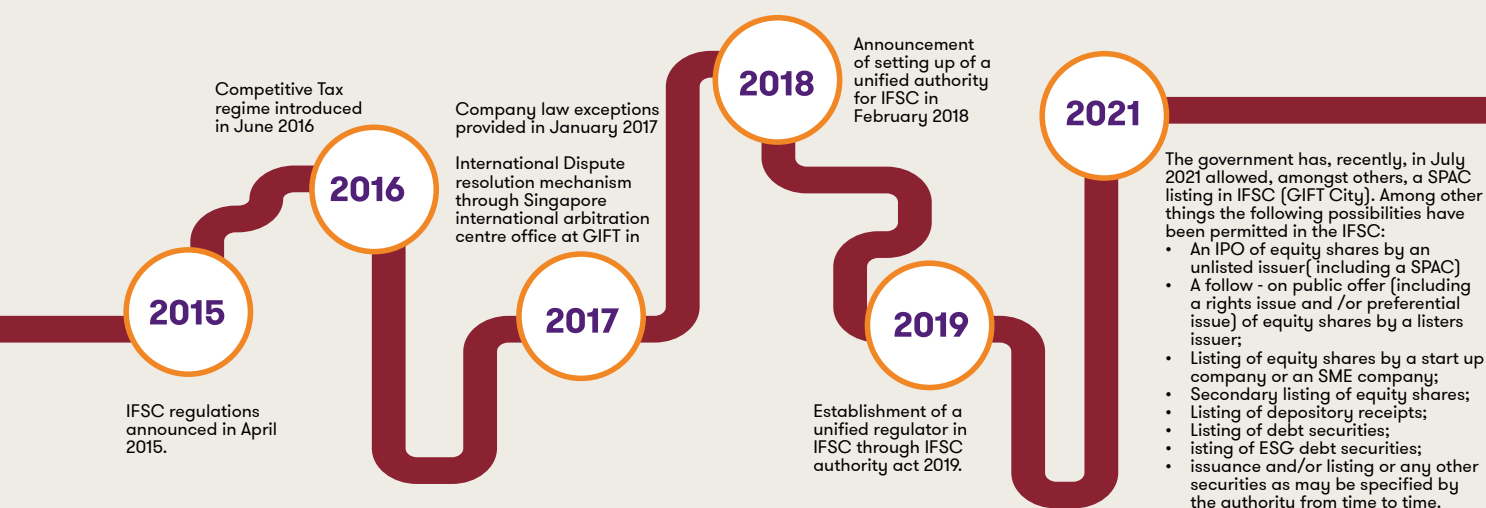 2015
IFSC regulations
announced in April
2015.
Competitive Tax
regime introduced
in June 2016
2016
Company law exceptions
provided in January 2017
International Dispute
resolution mechanism
through Singapore
international arbitration
centre office at GIFT in
2017
2018
Announcement
of setting up of a
unified authority
for IFSC in
February 2018
2019
Establishment of a
unified regulator in
IFSC through IFSC
authority act 2019.
2021
The government has, recently, in July
2021 allowed, amongst others, a SPAC
listing in IFSC (GIFT City). Among other
things the following possibilities have
been permitted in the IFSC:
• An IPO of equity shares by an
unlisted issuer( including a SPAC)
• A follow - on public offer (including
a rights issue and /or preferential
issue) of equity shares by a listers
issuer;
• Listing of equity shares by a start up
company or an SME company;
• Secondary listing of equity shares;
• Listing of depository receipts;
• Listing of debt securities;
• isting of ESG debt securities;
• issuance and/or listing or any other
securities as may be specified by
the authority from time to time.